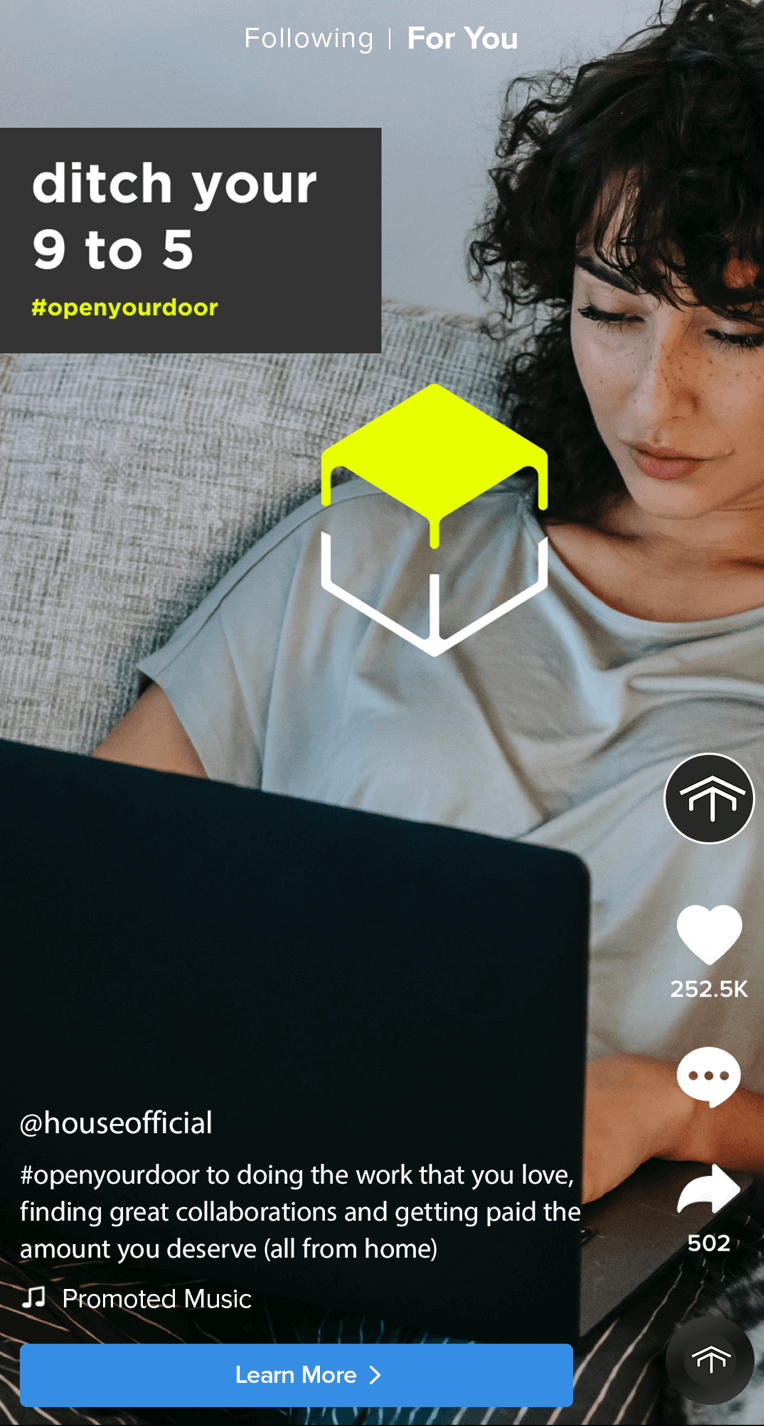 Following | For You
ditch your
9 to 5
#openyourdoor
252.5K
@houseofficial
#openyourdoor to doing the work that you love,
finding great collaborations and getting paid the
amount you deserve (all from home)
502
Promoted Music
Learn More >